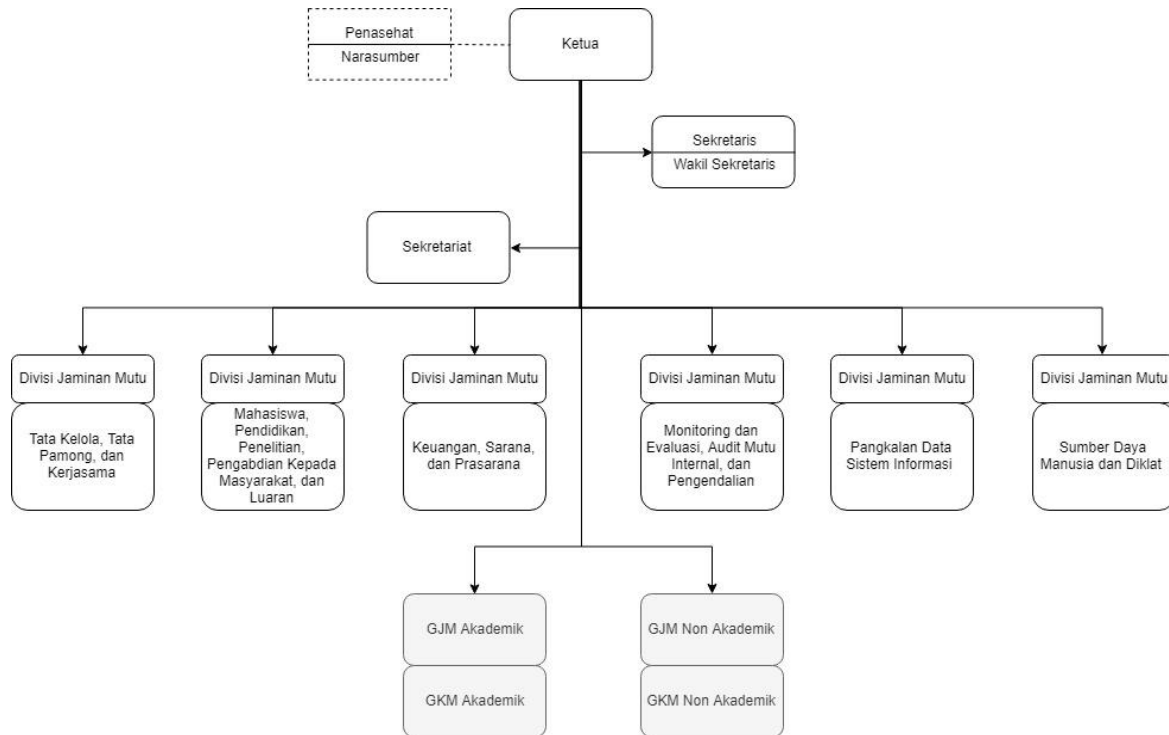 Penasehat
Narasumber
Ketua
Sekretaris
Wakil Sekretaris
Sekretariat
Divisi Jaminan Mutu
Tata Kelola, Tata
Pamong, dan
Kerjasama
Divisi Jaminan Mutu
Mahasiswa,
Pendidikan,
Penelitian,
Pengabdian Kepada
Masyarakat, dan
Luaran
Divisi Jaminan Mutu
Keuangan, Sarana,
dan Prasarana
Divisi Jaminan Mutu
Monitoring dan
Evaluasi, Audit Mutu
Internal, dan
Pengendalian
Divisi Jaminan Mutu
Pangkalan Data
Sistem Informasi
Divisi Jaminan Mutu
Sumber Daya
Manusia dan Diklat
GJM Akademik
GKM Akademik
GJM Non Akademik
GKM Non Akademik